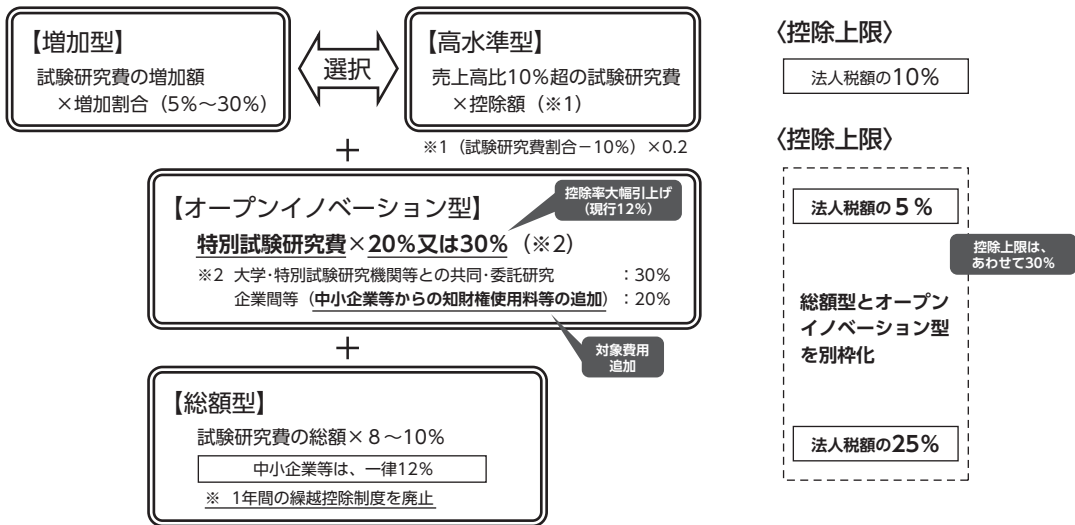 【増加型】
試験研究費の増加額
×増加割合（5％～30％）
選択
【高水準型】
売上高比10％超の試験研究費
×控除額（※1）
※1（試験研究費割合－10％）×0.2
〈控除上限〉
法人税額の10％
＋
【オープンイノベーション型】
控除率大幅引上げ
（現行12％）
特別試験研究費×20％又は30％（※2）
※2 大学・特別試験研究機関等との共同・委託研究 ：30％
企業間等（中小企業等からの知財権使用料等の追加）：20％
対象費用
追加
＋
【総額型】
試験研究費の総額×８～10％
中小企業等は、一律12％
※ 1年間の繰越控除制度を廃止
〈控除上限〉
法人税額の５％
控除上限は、
あわせて30％
総額型とオープン
イノベーション型
を別枠化
法人税額の25％